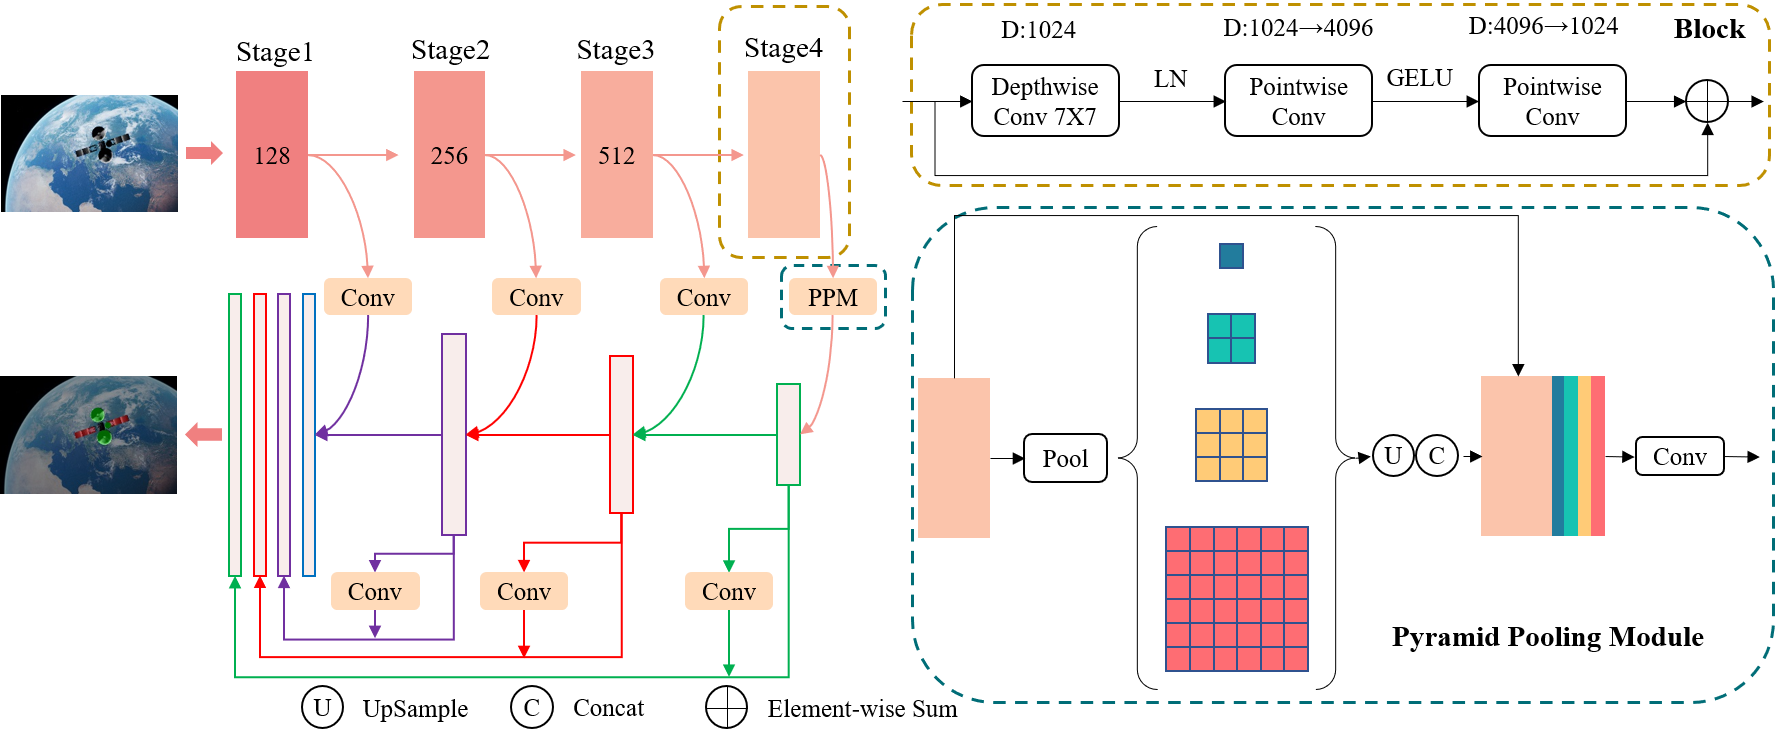 Stage1
Stage2
Stage3
Stage4
128
256
512
Conv
Conv
Conv
PPM
Conv
Conv
Conv
U UpSample
C Concat
Element-wise Sum
D:1024
D:1024→4096
D:4096→1024
Block
Depthwise
Conv 7X7
LN
Pointwise
Conv
GELU
Pointwise
Conv
Pool
U
C
Conv
Pyramid Pooling Module